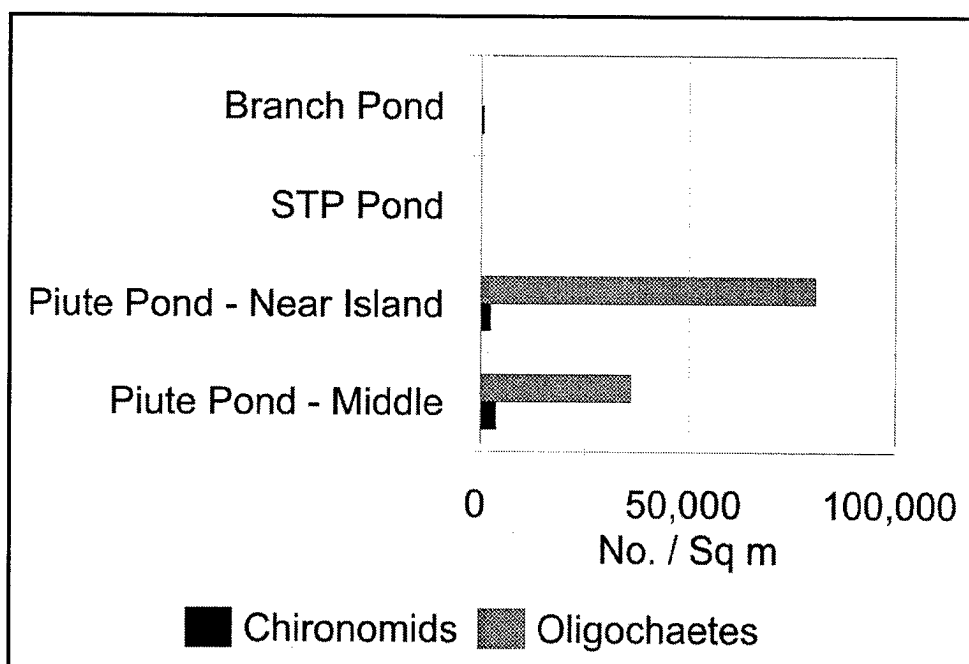 Branch Pond
STP Pond
Piute Pond - Near Island
Piute Pond - Middle
0 50,000 100,000
No. / Sq m
Chironomids Oligochaetes